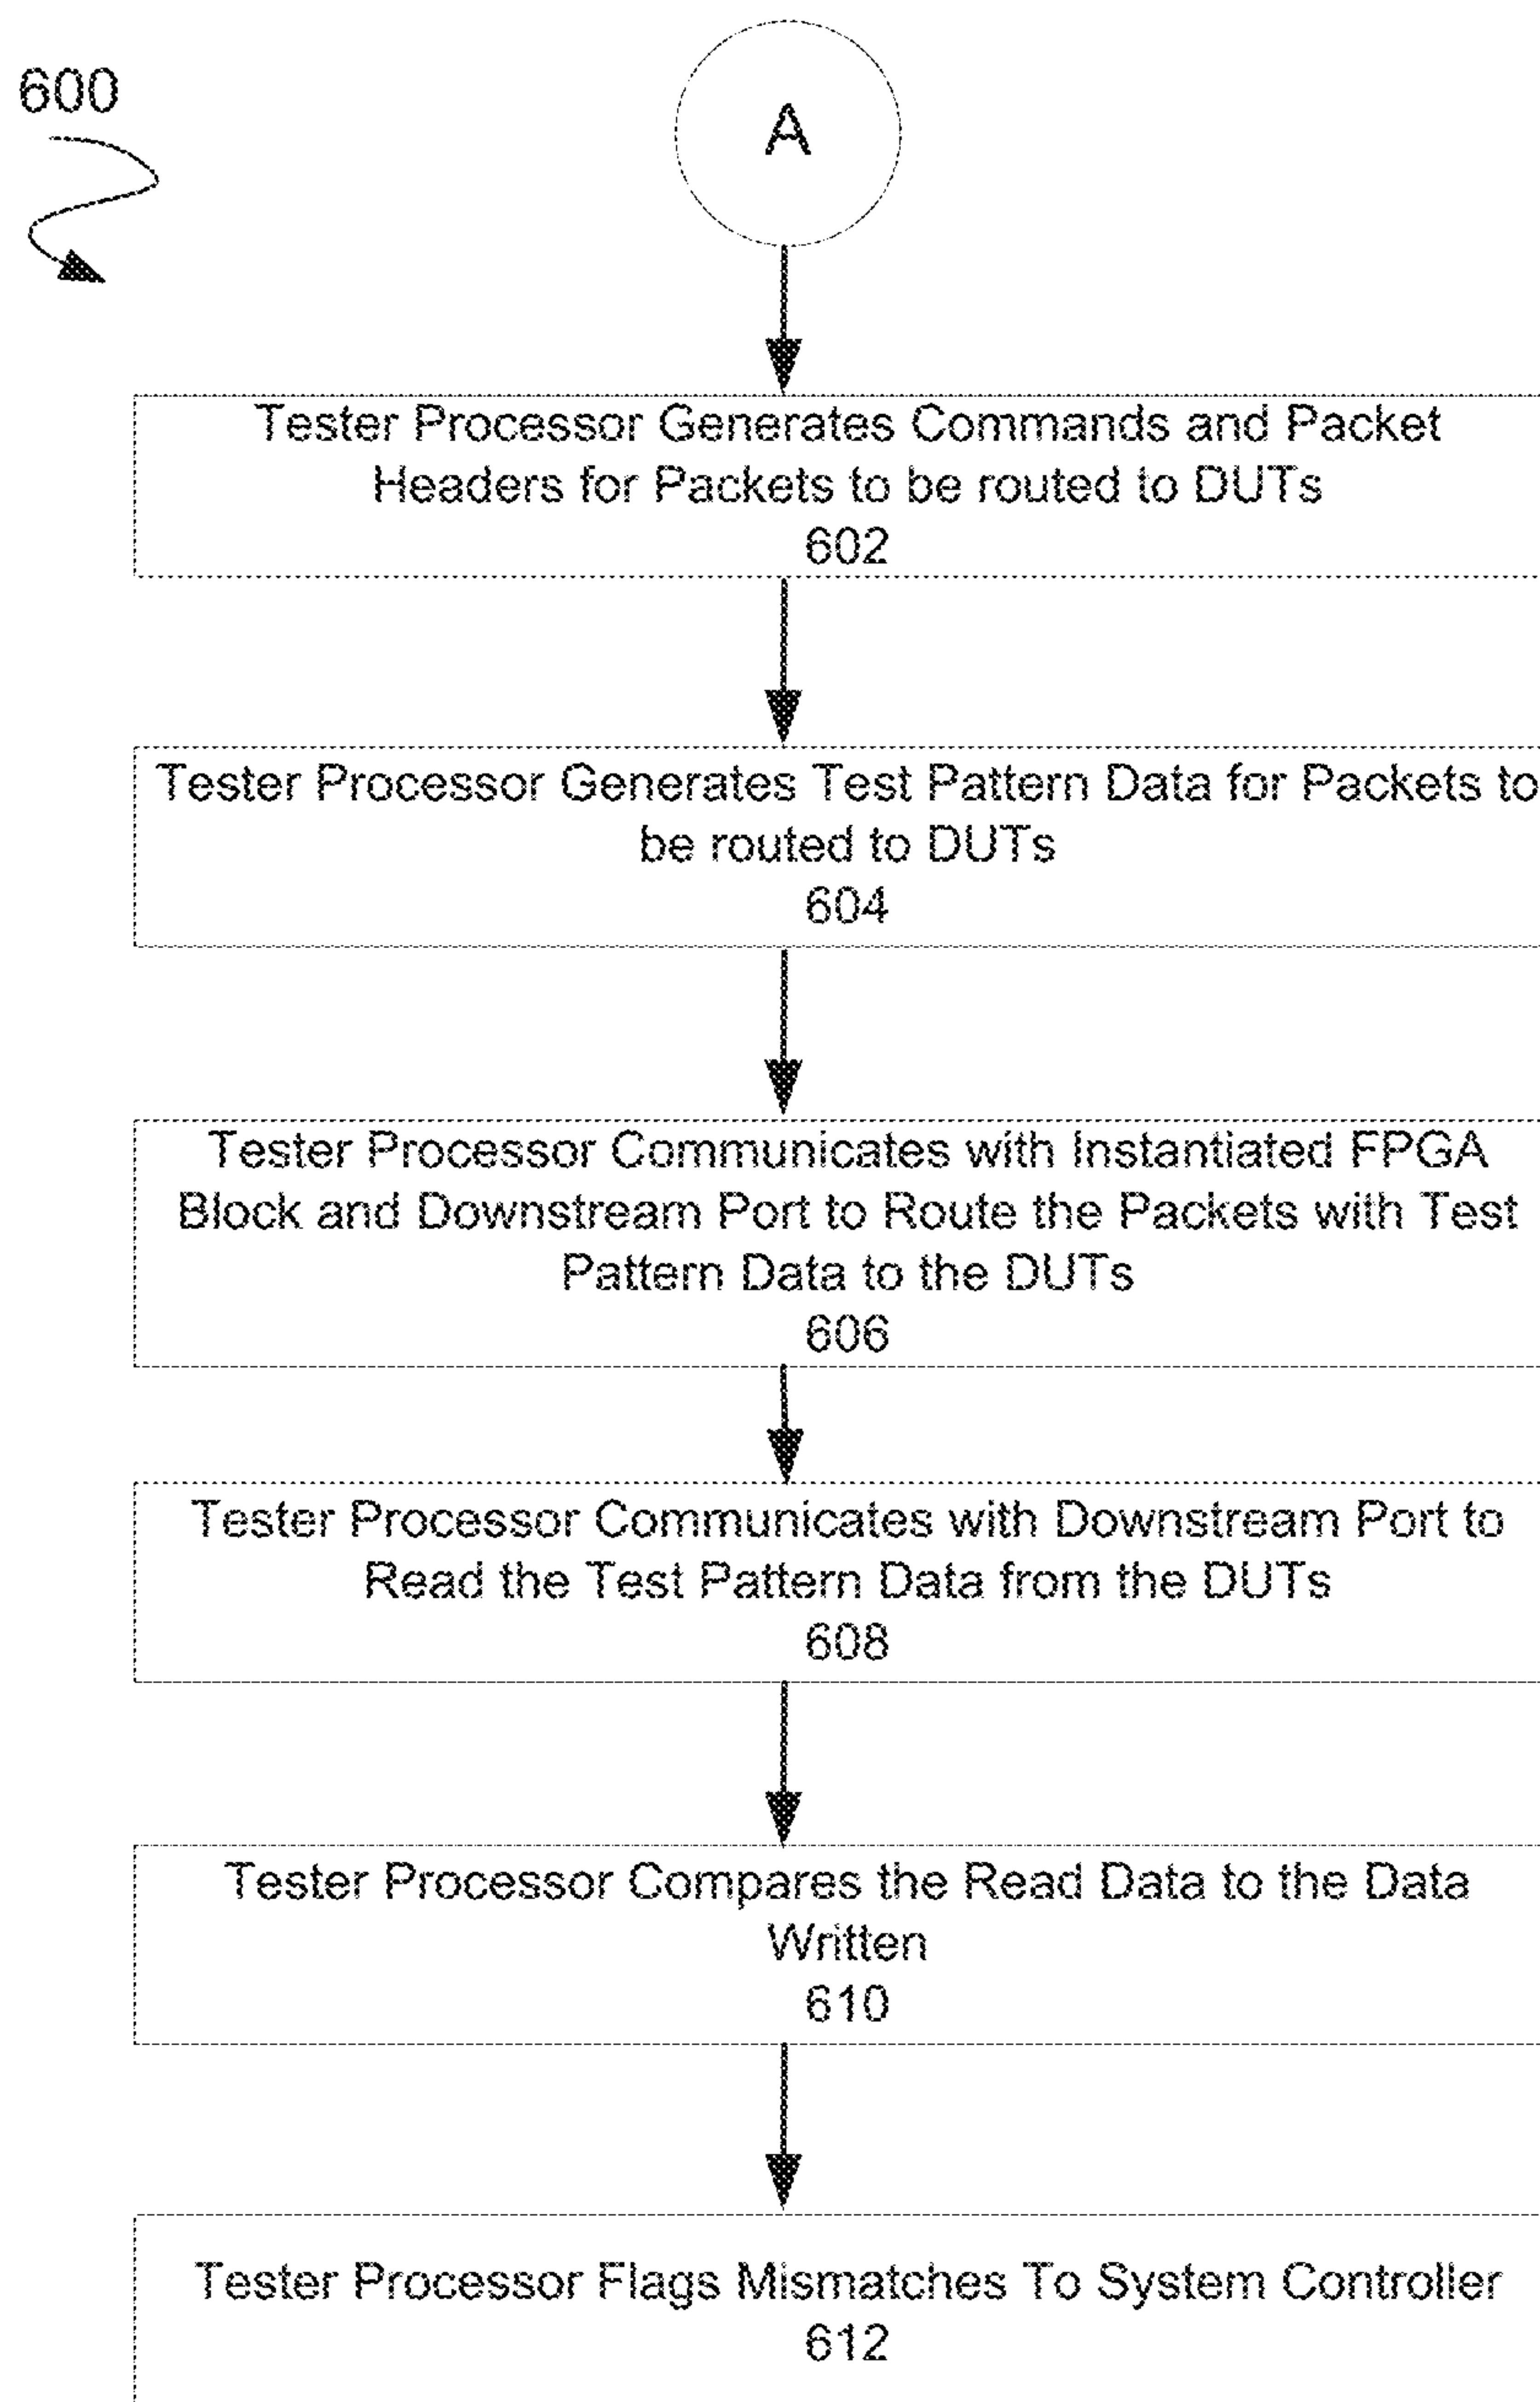 600
A
Tester Processor Generates Commands and Packet
Headers for Packets to be routed to DUTs
602
Tester Processor Generates Test Pattern Data for Packets to
be routed to DUTs
604
Tester Processor Communicates with Instantiated FPGA
Block and Downstream Port to Route the Packets with Test
Pattern Data to the DUTs
606
Tester Processor Communicates with Downstream Port to
Read the Test Pattern Data from the DUTs
608
Tester Processor Compares the Read Data to the Data
Written
610
Tester Processor Flags Mismatches To System Controller
612